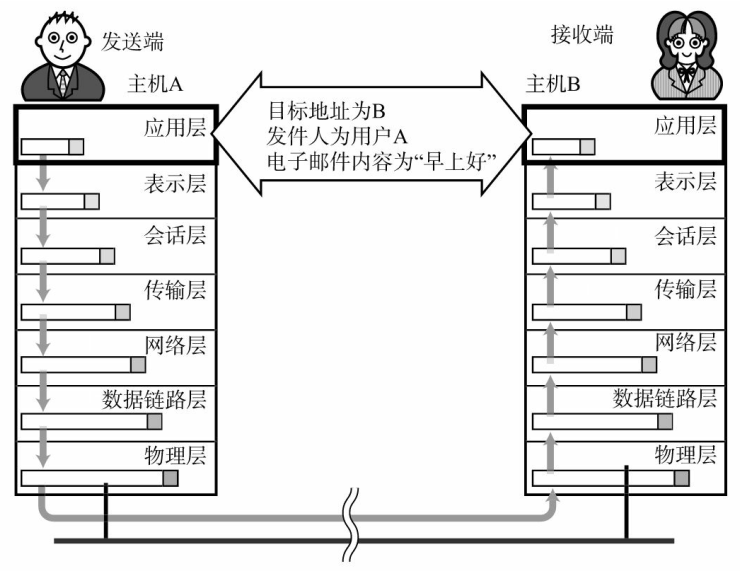 发送端
接收端
主机A
主机B
目标地址为B
发件人为用户A
电子邮件内容为“早上好”
应用层
表示层
会话层
传输层
网络层
数据链路层
物理层
应用层
表示层
会话层
传输层
网络层
数据链路层
物理层